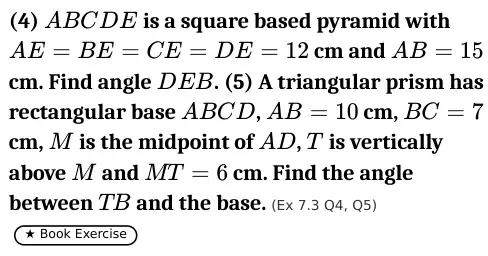 (4) ABCDE is a square based pyramid with
AE = BE = CE = DE = 12 cm and AB = 15
cm. Find angle DEB. (5) A triangular prism has
rectangular base ABCD, AB = 10 cm, BC = 7
cm, M is the midpoint of AD, T is vertically
above M and MT = 6 cm. Find the angle
between TB and the base. (Ex 7.3 Q4, Q5)
★ Book Exercise